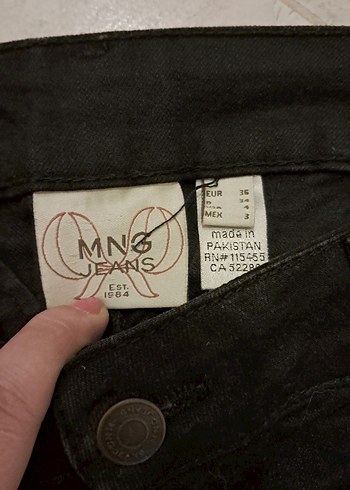 MNG
JEANS
Est.
1984
EUR 36
34
4
MEX 3
made in
PAKISTAN
RN# 115455
CA 5228